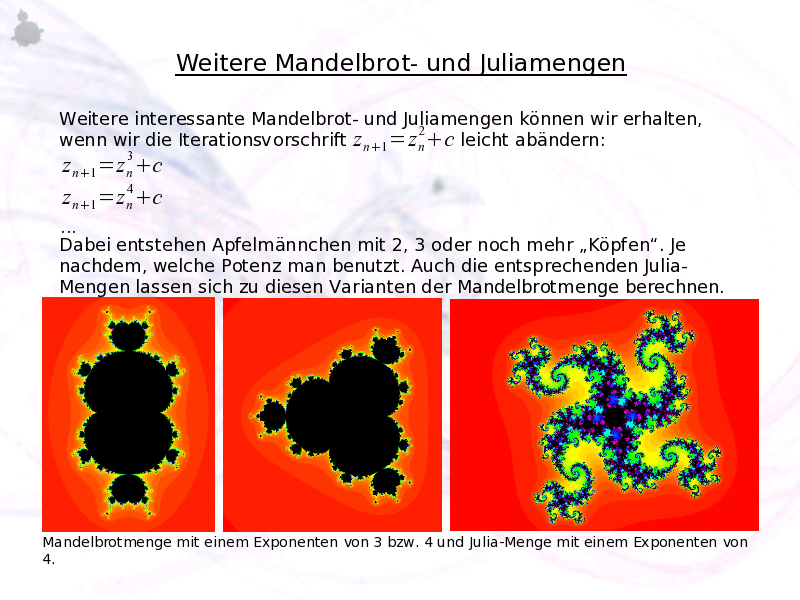 Weitere Mandelbrot- und Juliamengen
Weitere interessante Mandelbrot- und Juliamengen können wir erhalten,
wenn wir die Iterationsvorschrift z_{n+1}=z_n^2+c leicht abändern:
z_{n+1}=z_n^3+c
z_{n+1}=z_n^4+c
...
Dabei entstehen Apfelmännchen mit 2, 3 oder noch mehr „Köpfen“. Je
nachdem, welche Potenz man benutzt. Auch die entsprechenden Julia-
Mengen lassen sich zu diesen Varianten der Mandelbrotmenge berechnen.
Mandelbrotmenge mit einem Exponenten von 3 bzw. 4 und Julia-Menge mit einem Exponenten von
4.